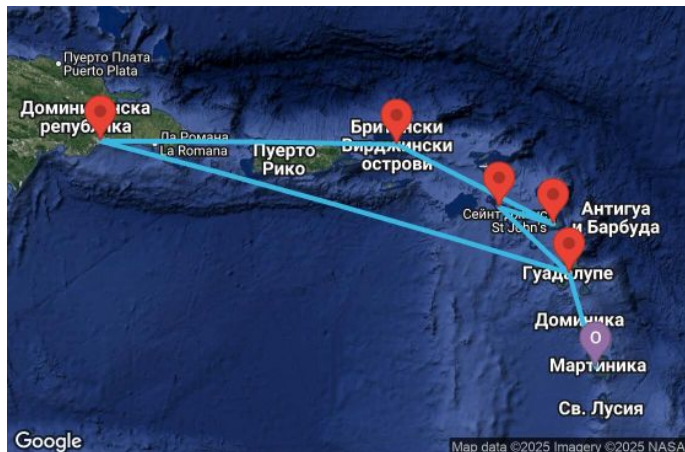 Пуерто Плата
Puerto Plata
Доминиканска
република
Ла Романа
La Romana
Пуерто
Рико
Британски
Вирджински
острови
St John's
Антигуа
и Барбуда
Гуадалупе
Доминика
O
Мартиника
Св. Лусия
Google
Map data ©2025 Imagery ©2025 NASA